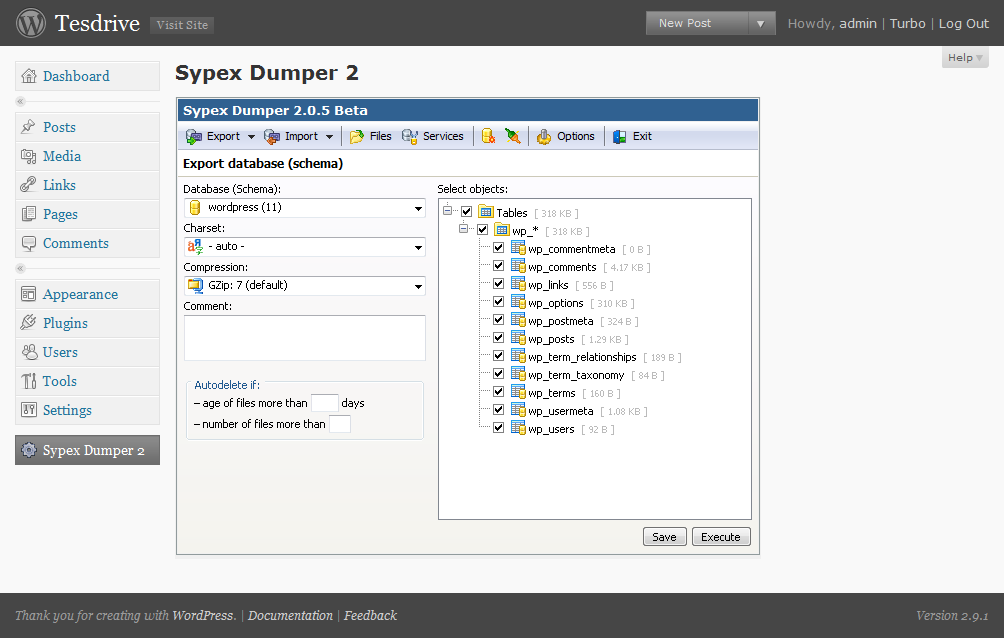 Tesdrive Visit Site New Post Howdy, admin | Turbo | Log Out
Help
Dashboard
Posts
Media
Links
Pages
Comments
Appearance
Plugins
Users
Tools
Settings
Sypex Dumper 2
Sypex Dumper 2
Sypex Dumper 2.0.5 Beta
Export Import Files Services Options Exit
Export database (schema)
Database (Schema):
wordpress (11)
Charset:
- auto -
Compression:
GZip: 7 (default)
Comment:
Autodelete if:
– age of files more than days
– number of files more than
Select objects:
Tables [ 318 KB ]
wp_* [ 318 KB ]
wp_commentmeta [ 0 B ]
wp_comments [ 4.17 KB ]
wp_links [ 556 B ]
wp_options [ 310 KB ]
wp_postmeta [ 324 B ]
wp_posts [ 1.29 KB ]
wp_term_relationships [ 189 B ]
wp_term_taxonomy [ 84 B ]
wp_terms [ 160 B ]
wp_usermeta [ 1.08 KB ]
wp_users [ 92 B ]
Save Execute
Thank you for creating with WordPress. | Documentation | Feedback Version 2.9.1